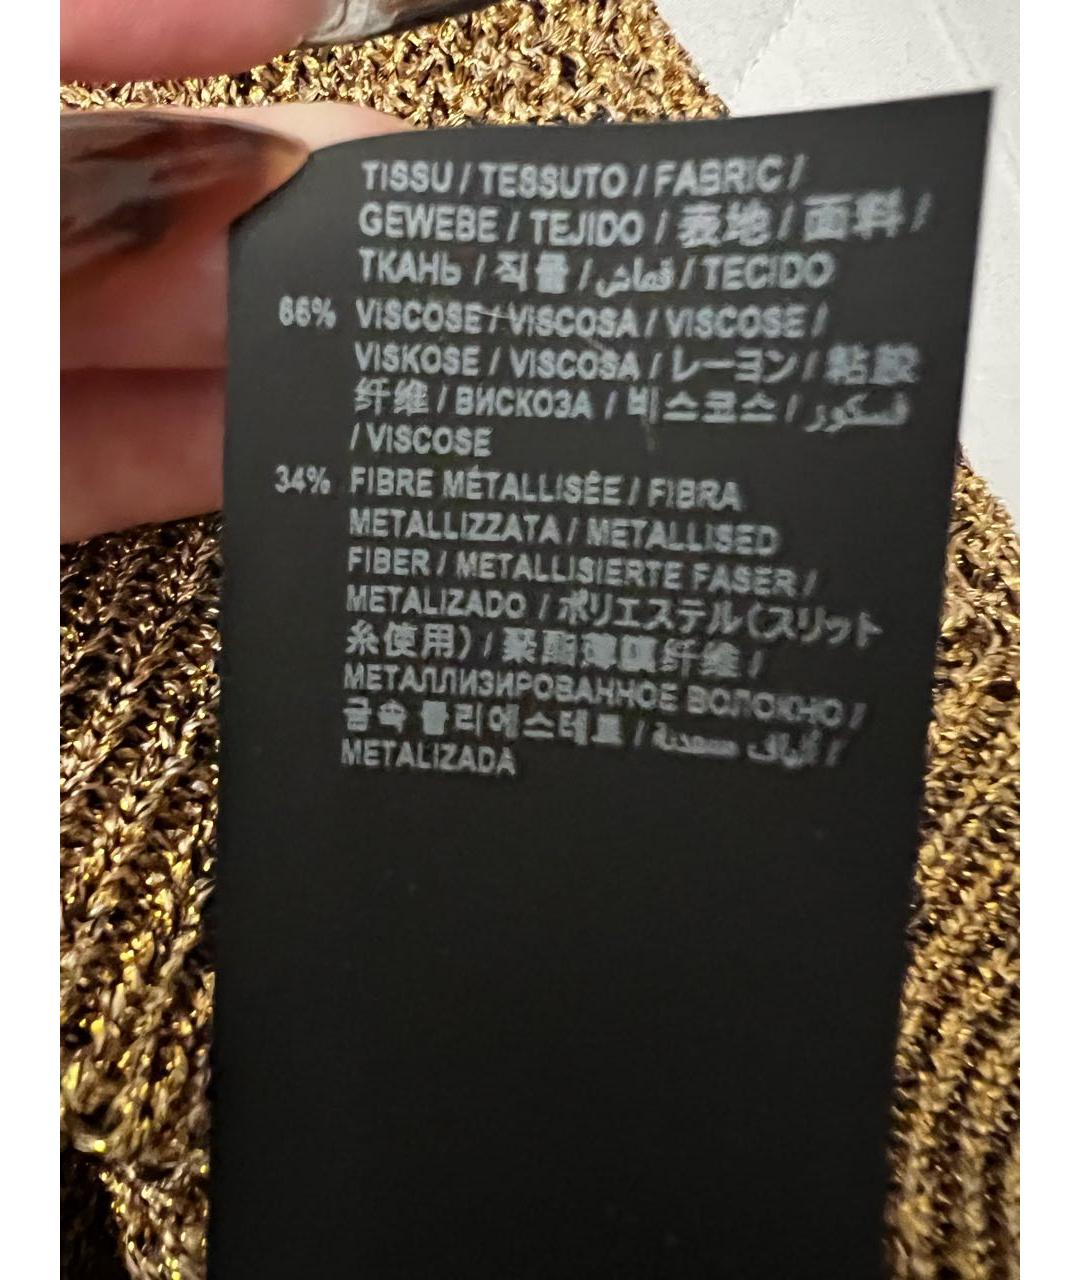 TISSU / TESSUTO / FABRIC /
GEWEBE / TEJIDO / 表地 / 面料 /
ТКАНЬ / 직물 / قماش / TECIDO
66% VISCOSE / VISCOSA / VISCOSE /
VISKOSE / VISCOSA / レーヨン / 粘胶
纤维 / ВИСКОЗА / 비스코스 / فسكوز
/ VISCOSE
34% FIBRE MÉTALLISÉE / FIBRA
METALLIZZATA / METALLISED
FIBER / METALLISIERTE FASER /
METALIZADO / ポリエステル(スリット
糸使用) / 聚酯薄膜纤维 /
МЕТАЛЛИЗИРОВАННОЕ ВОЛОКНО /
금속 폴리에스테르 / ألياف معدنية /
METALIZADA